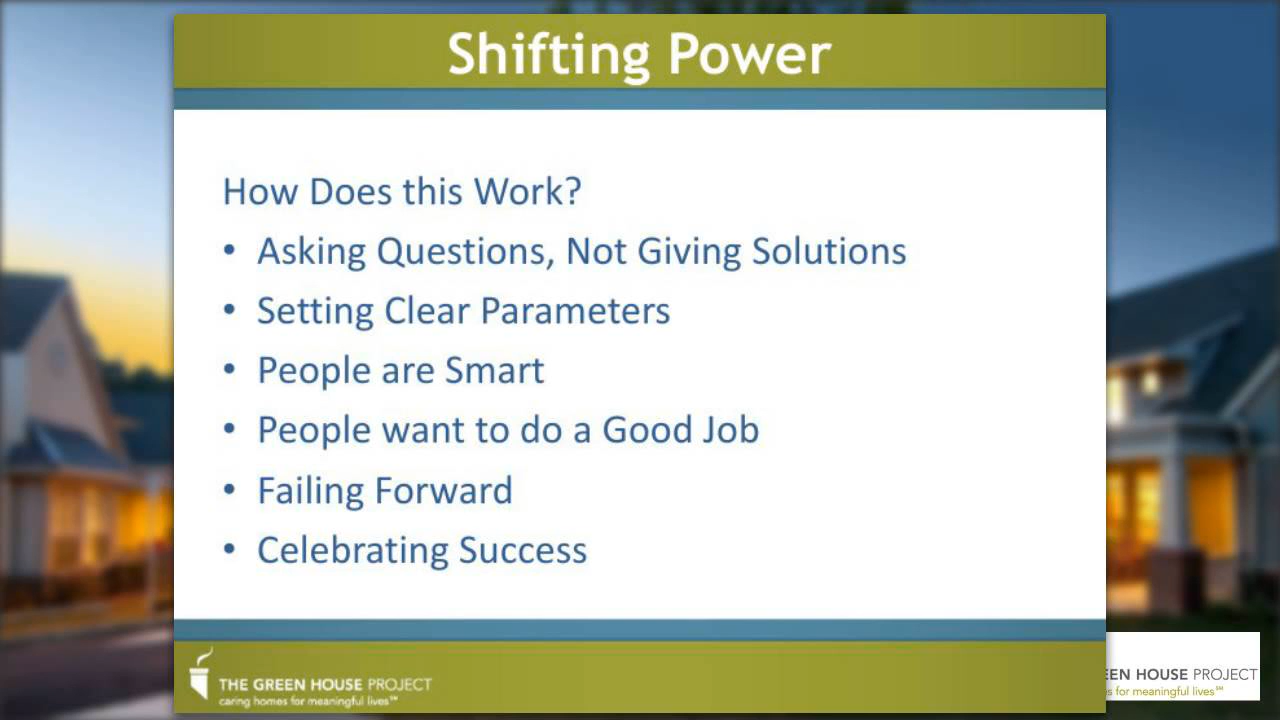 Shifting Power
How Does this Work?
• Asking Questions, Not Giving Solutions
• Setting Clear Parameters
• People are Smart
• People want to do a Good Job
• Failing Forward
• Celebrating Success
THE GREEN HOUSE PROJECT
caring homes for meaningful lives℠
EEN HOUSE PROJECT
es for meaningful lives℠